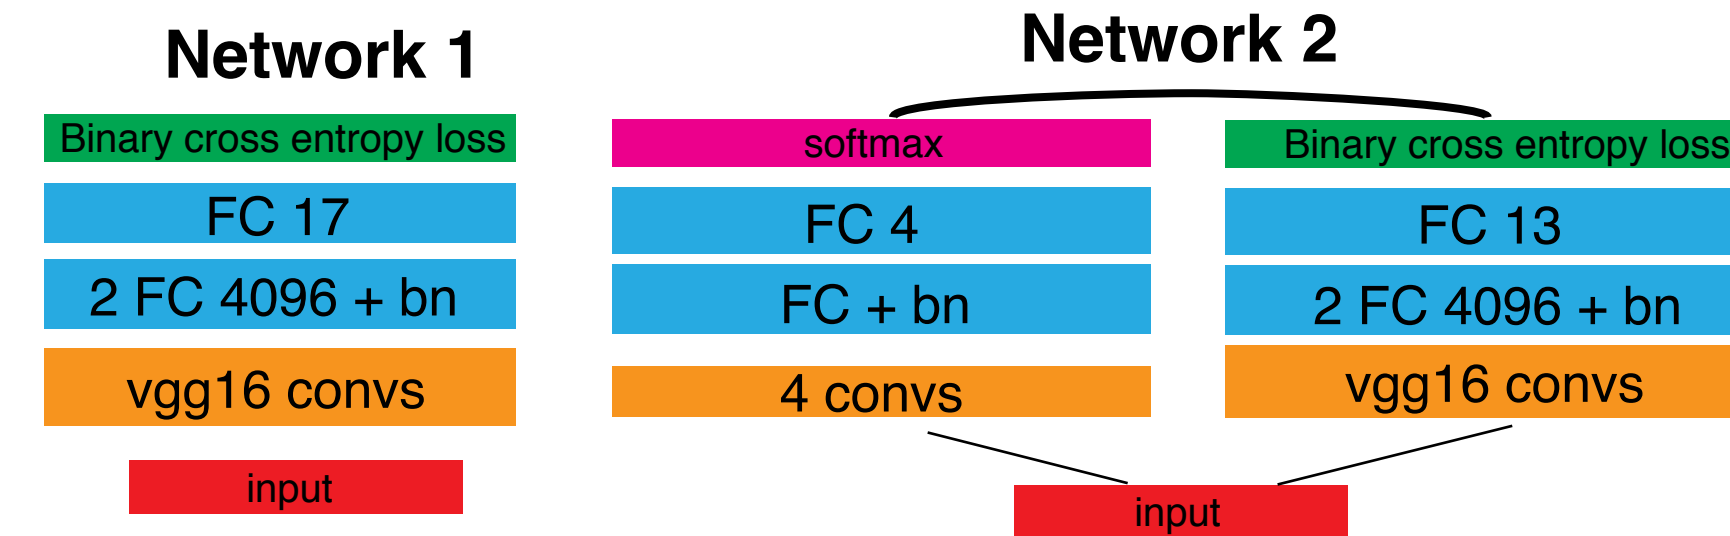 Network 1
Binary cross entropy loss
FC 17
2 FC 4096 + bn
vgg16 convs
input
Network 2
softmax
FC 4
FC + bn
4 convs
Binary cross entropy loss
FC 13
2 FC 4096 + bn
vgg16 convs
input